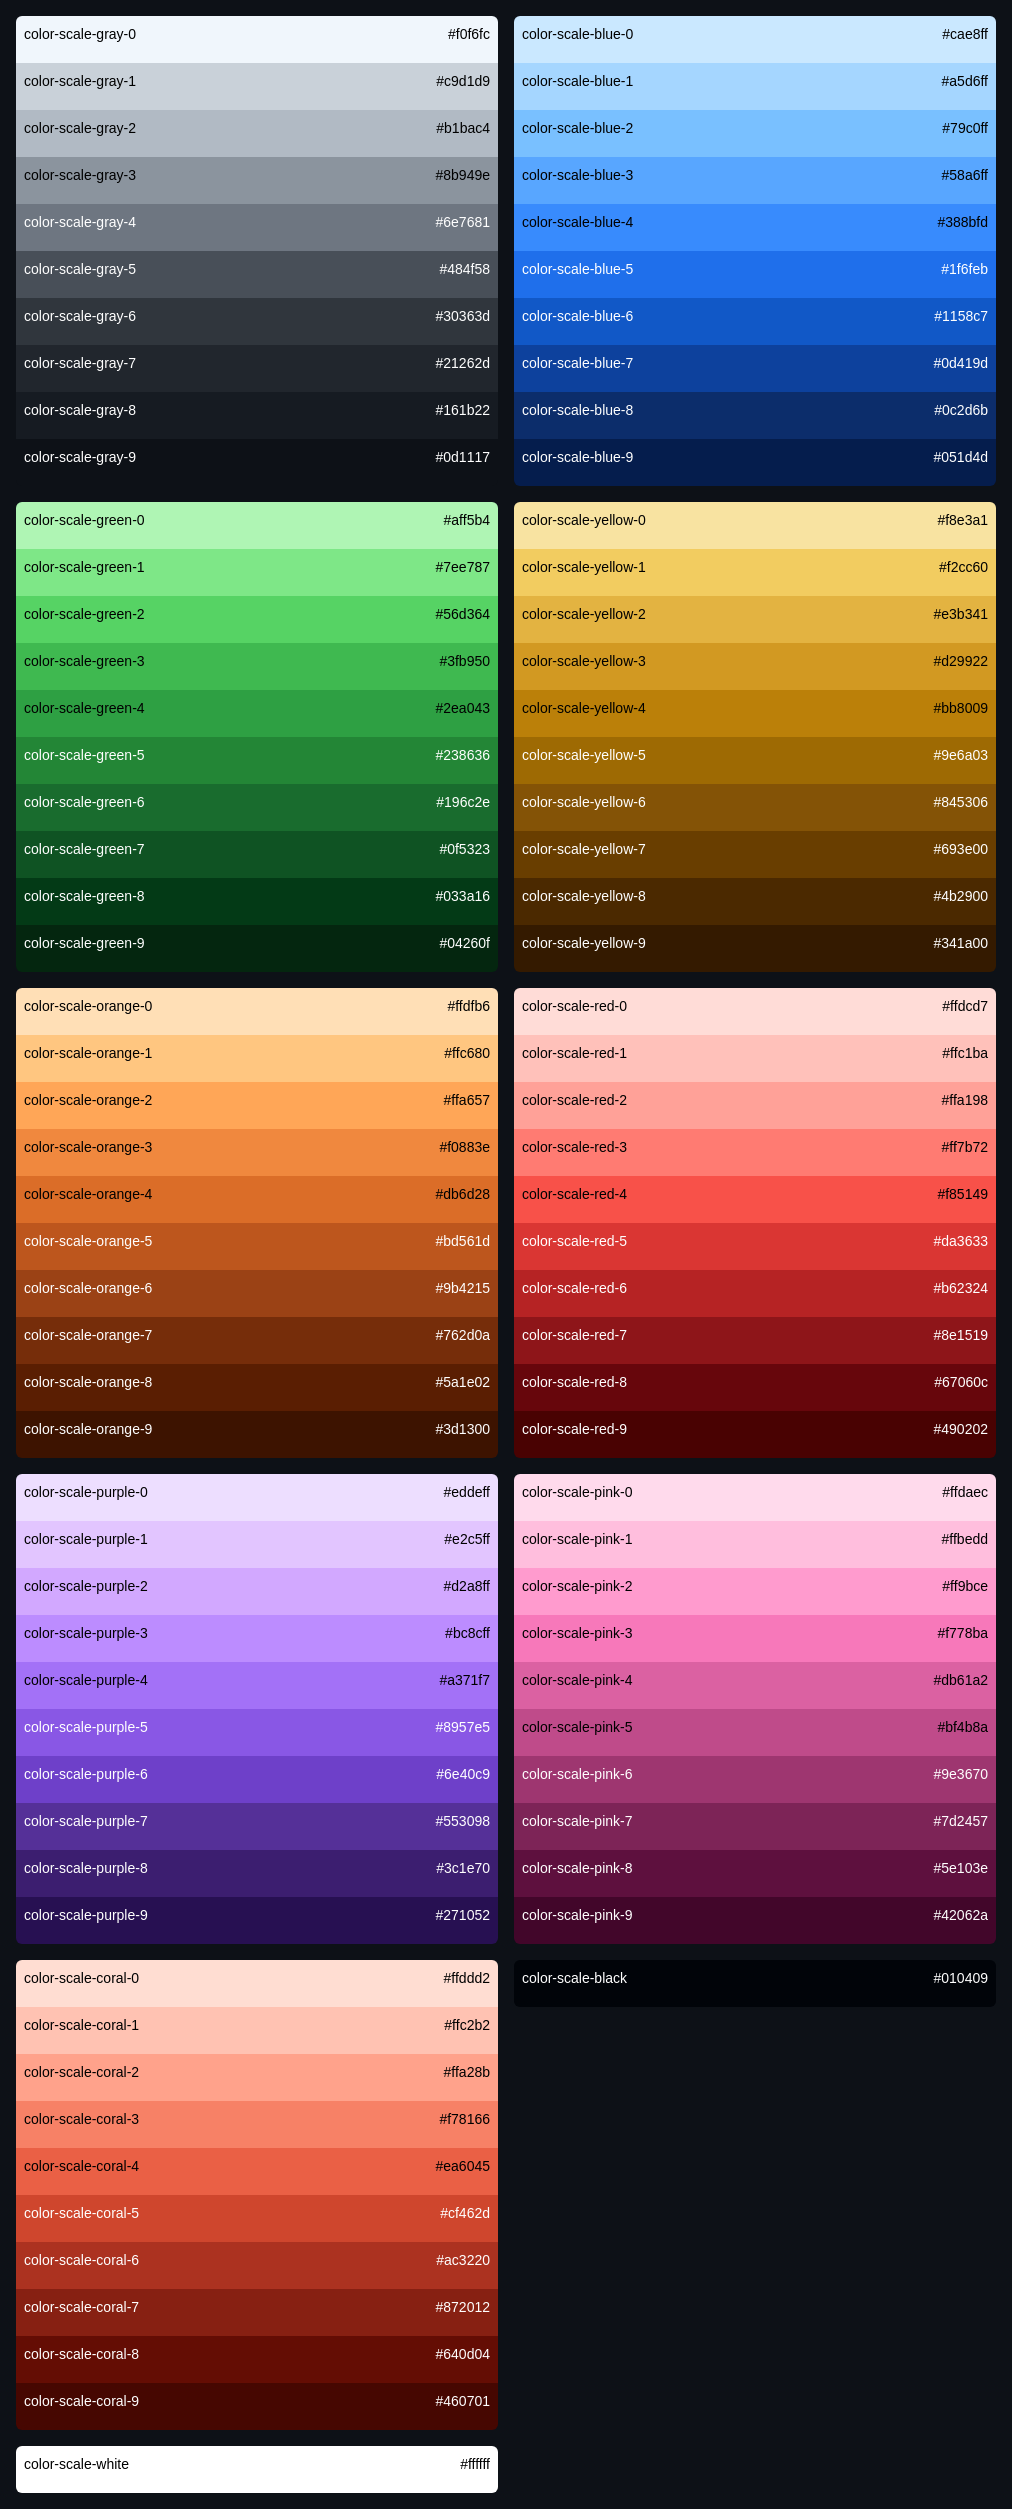 color-scale-gray-0 #f0f6fc
color-scale-gray-1 #c9d1d9
color-scale-gray-2 #b1bac4
color-scale-gray-3 #8b949e
color-scale-gray-4 #6e7681
color-scale-gray-5 #484f58
color-scale-gray-6 #30363d
color-scale-gray-7 #21262d
color-scale-gray-8 #161b22
color-scale-gray-9 #0d1117
color-scale-blue-0 #cae8ff
color-scale-blue-1 #a5d6ff
color-scale-blue-2 #79c0ff
color-scale-blue-3 #58a6ff
color-scale-blue-4 #388bfd
color-scale-blue-5 #1f6feb
color-scale-blue-6 #1158c7
color-scale-blue-7 #0d419d
color-scale-blue-8 #0c2d6b
color-scale-blue-9 #051d4d
color-scale-green-0 #aff5b4
color-scale-green-1 #7ee787
color-scale-green-2 #56d364
color-scale-green-3 #3fb950
color-scale-green-4 #2ea043
color-scale-green-5 #238636
color-scale-green-6 #196c2e
color-scale-green-7 #0f5323
color-scale-green-8 #033a16
color-scale-green-9 #04260f
color-scale-yellow-0 #f8e3a1
color-scale-yellow-1 #f2cc60
color-scale-yellow-2 #e3b341
color-scale-yellow-3 #d29922
color-scale-yellow-4 #bb8009
color-scale-yellow-5 #9e6a03
color-scale-yellow-6 #845306
color-scale-yellow-7 #693e00
color-scale-yellow-8 #4b2900
color-scale-yellow-9 #341a00
color-scale-orange-0 #ffdfb6
color-scale-orange-1 #ffc680
color-scale-orange-2 #ffa657
color-scale-orange-3 #f0883e
color-scale-orange-4 #db6d28
color-scale-orange-5 #bd561d
color-scale-orange-6 #9b4215
color-scale-orange-7 #762d0a
color-scale-orange-8 #5a1e02
color-scale-orange-9 #3d1300
color-scale-red-0 #ffdcd7
color-scale-red-1 #ffc1ba
color-scale-red-2 #ffa198
color-scale-red-3 #ff7b72
color-scale-red-4 #f85149
color-scale-red-5 #da3633
color-scale-red-6 #b62324
color-scale-red-7 #8e1519
color-scale-red-8 #67060c
color-scale-red-9 #490202
color-scale-purple-0 #eddeff
color-scale-purple-1 #e2c5ff
color-scale-purple-2 #d2a8ff
color-scale-purple-3 #bc8cff
color-scale-purple-4 #a371f7
color-scale-purple-5 #8957e5
color-scale-purple-6 #6e40c9
color-scale-purple-7 #553098
color-scale-purple-8 #3c1e70
color-scale-purple-9 #271052
color-scale-pink-0 #ffdaec
color-scale-pink-1 #ffbedd
color-scale-pink-2 #ff9bce
color-scale-pink-3 #f778ba
color-scale-pink-4 #db61a2
color-scale-pink-5 #bf4b8a
color-scale-pink-6 #9e3670
color-scale-pink-7 #7d2457
color-scale-pink-8 #5e103e
color-scale-pink-9 #42062a
color-scale-coral-0 #ffddd2
color-scale-coral-1 #ffc2b2
color-scale-coral-2 #ffa28b
color-scale-coral-3 #f78166
color-scale-coral-4 #ea6045
color-scale-coral-5 #cf462d
color-scale-coral-6 #ac3220
color-scale-coral-7 #872012
color-scale-coral-8 #640d04
color-scale-coral-9 #460701
color-scale-black #010409
color-scale-white #ffffff